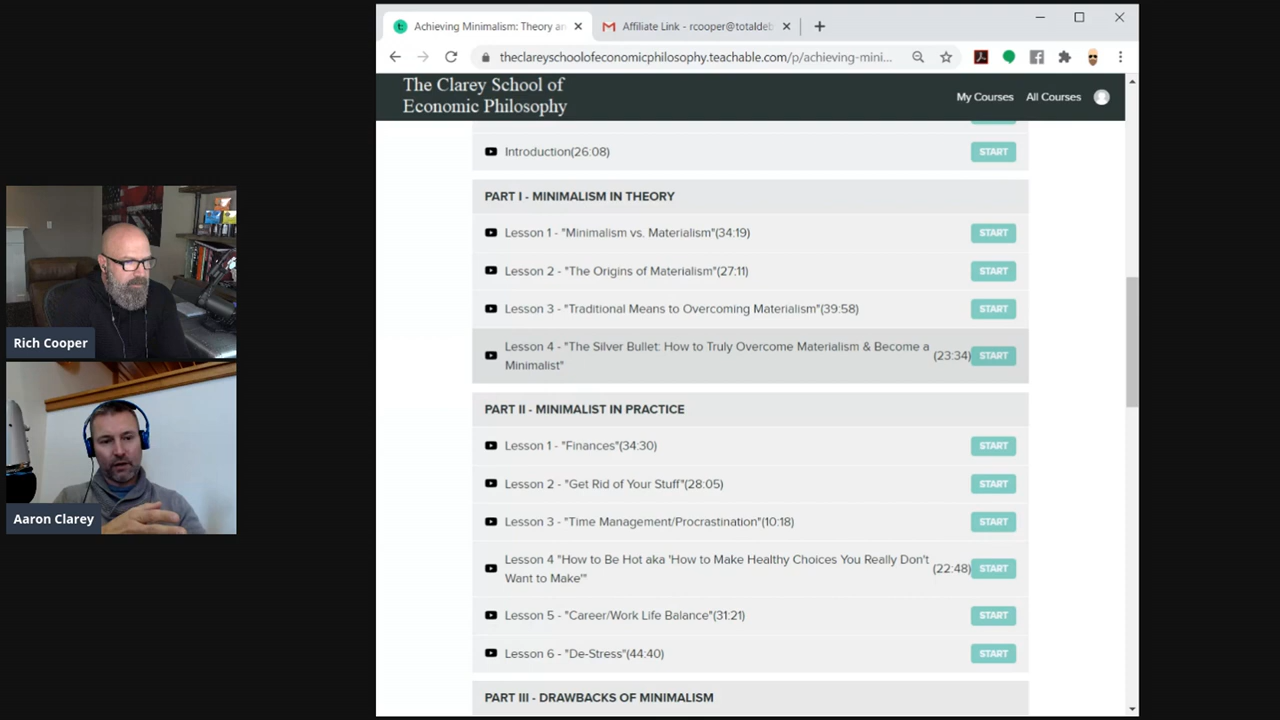 Achieving Minimalism: Theory an
Affiliate Link - rcooper@totaldeb
theclareyschoolofeconomicphilosophy.teachable.com/p/achieving-mini...
The Clarey School of
Economic Philosophy
My Courses
All Courses
Introduction(26:08)
START
PART I - MINIMALISM IN THEORY
Lesson 1 - "Minimalism vs. Materialism"(34:19)
START
Lesson 2 - "The Origins of Materialism"(27:11)
START
Lesson 3 - "Traditional Means to Overcoming Materialism"(39:58)
START
Lesson 4 - "The Silver Bullet: How to Truly Overcome Materialism & Become a
Minimalist"
(23:34)
START
PART II - MINIMALIST IN PRACTICE
Lesson 1 - "Finances"(34:30)
START
Lesson 2 - "Get Rid of Your Stuff"(28:05)
START
Lesson 3 - "Time Management/Procrastination"(10:18)
START
Lesson 4 "How to Be Hot aka 'How to Make Healthy Choices You Really Don't
Want to Make'"
(22:48)
START
Lesson 5 - "Career/Work Life Balance"(31:21)
START
Lesson 6 - "De-Stress"(44:40)
START
PART III - DRAWBACKS OF MINIMALISM
Rich Cooper
Aaron Clarey